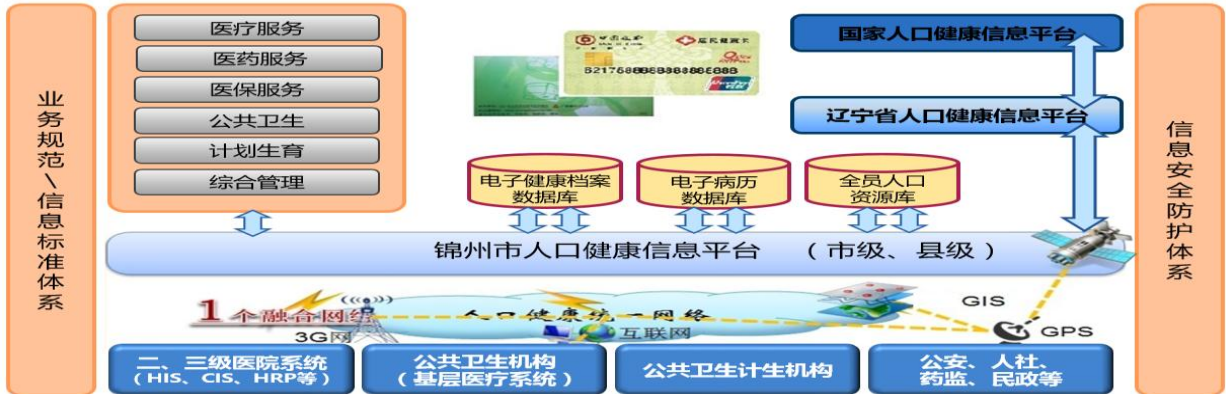 业务规范\信息标准体系
医疗服务
医药服务
医保服务
公共卫生
计划生育
综合管理
居民健康卡
国家人口健康信息平台
辽宁省人口健康信息平台
电子健康档案
数据库
电子病历
数据库
全员人口
资源库
锦州市人口健康信息平台 （市级、县级）
1个融合网络
人口健康统一网络
3G网
互联网
GIS
GPS
二、三级医院系统
（HIS、CIS、HRP等）
公共卫生机构
（基层医疗系统）
公共卫生计生机构
公安、人社、
药监、民政等
信息安全防护体系